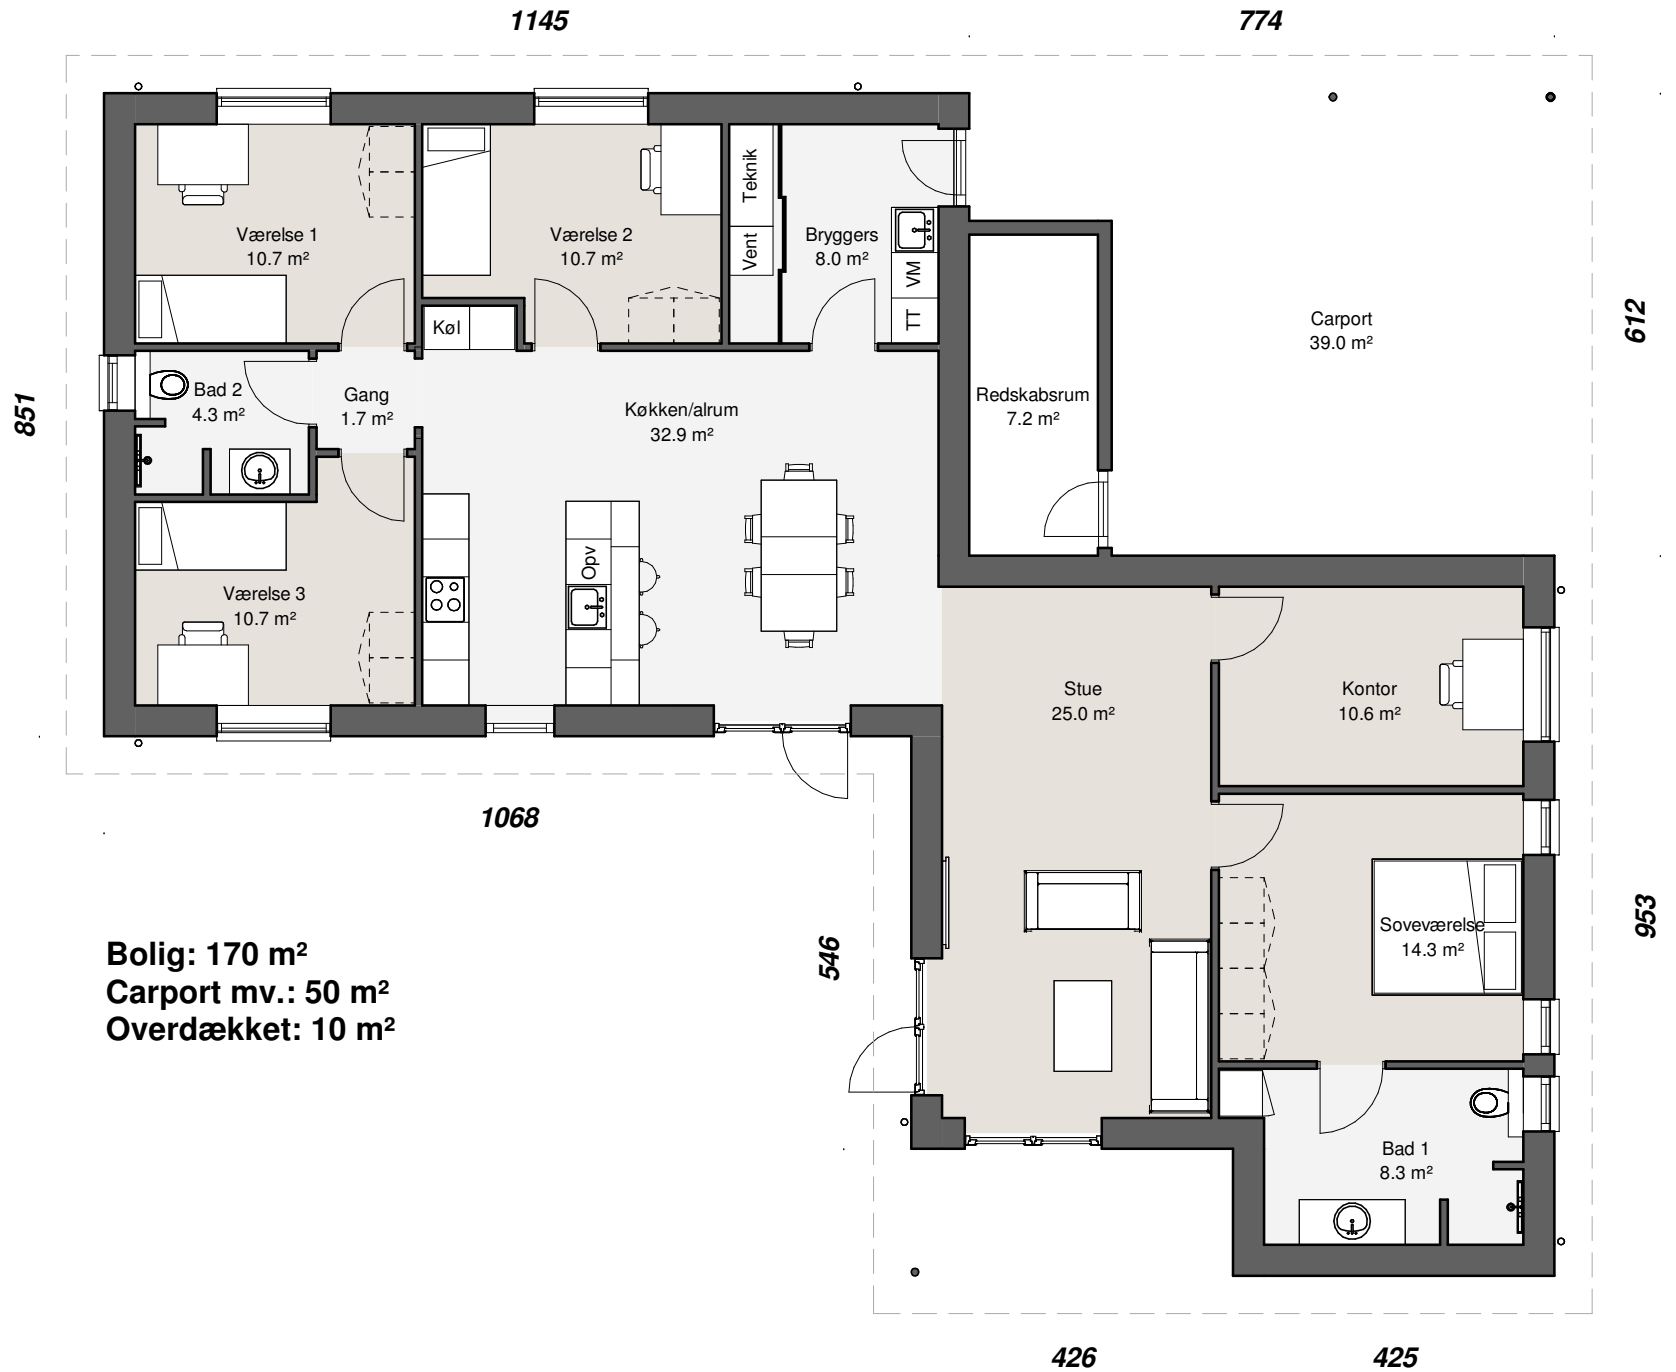 1145
774
Værelse 1
10.7 m²
Værelse 2
10.7 m²
Teknik
Vent
Bryggers
8.0 m²
VM
TT
Køl
Carport
39.0 m²
612
Bad 2
4.3 m²
Gang
1.7 m²
Køkken/alrum
32.9 m²
Redskabsrum
7.2 m²
851
Opv
Værelse 3
10.7 m²
Stue
25.0 m²
Kontor
10.6 m²
1068
Soveværelse
14.3 m²
953
546
Bolig: 170 m²
Carport mv.: 50 m²
Overdækket: 10 m²
Bad 1
8.3 m²
426
425